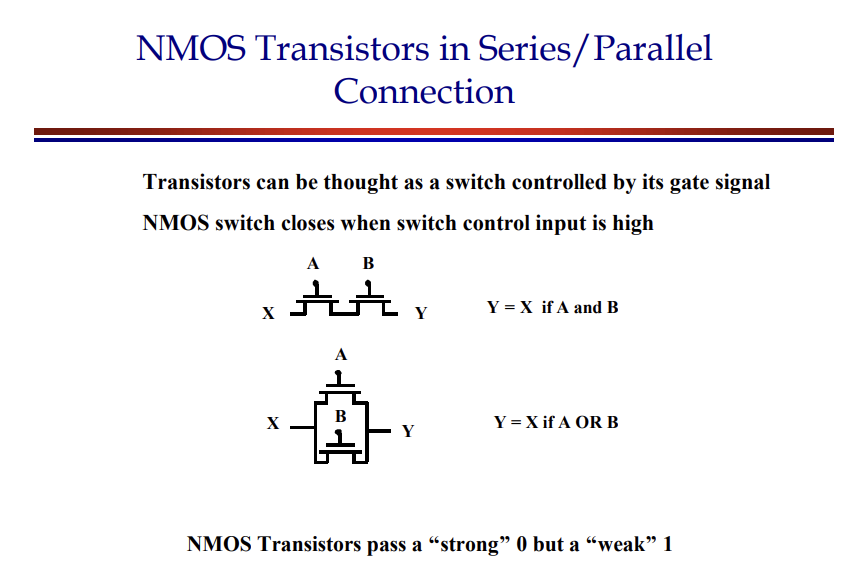 NMOS Transistors in Series/Parallel
Connection
Transistors can be thought as a switch controlled by its gate signal
NMOS switch closes when switch control input is high
A B
X Y Y = X if A and B
A
B
X Y Y = X if A OR B
NMOS Transistors pass a “strong” 0 but a “weak” 1